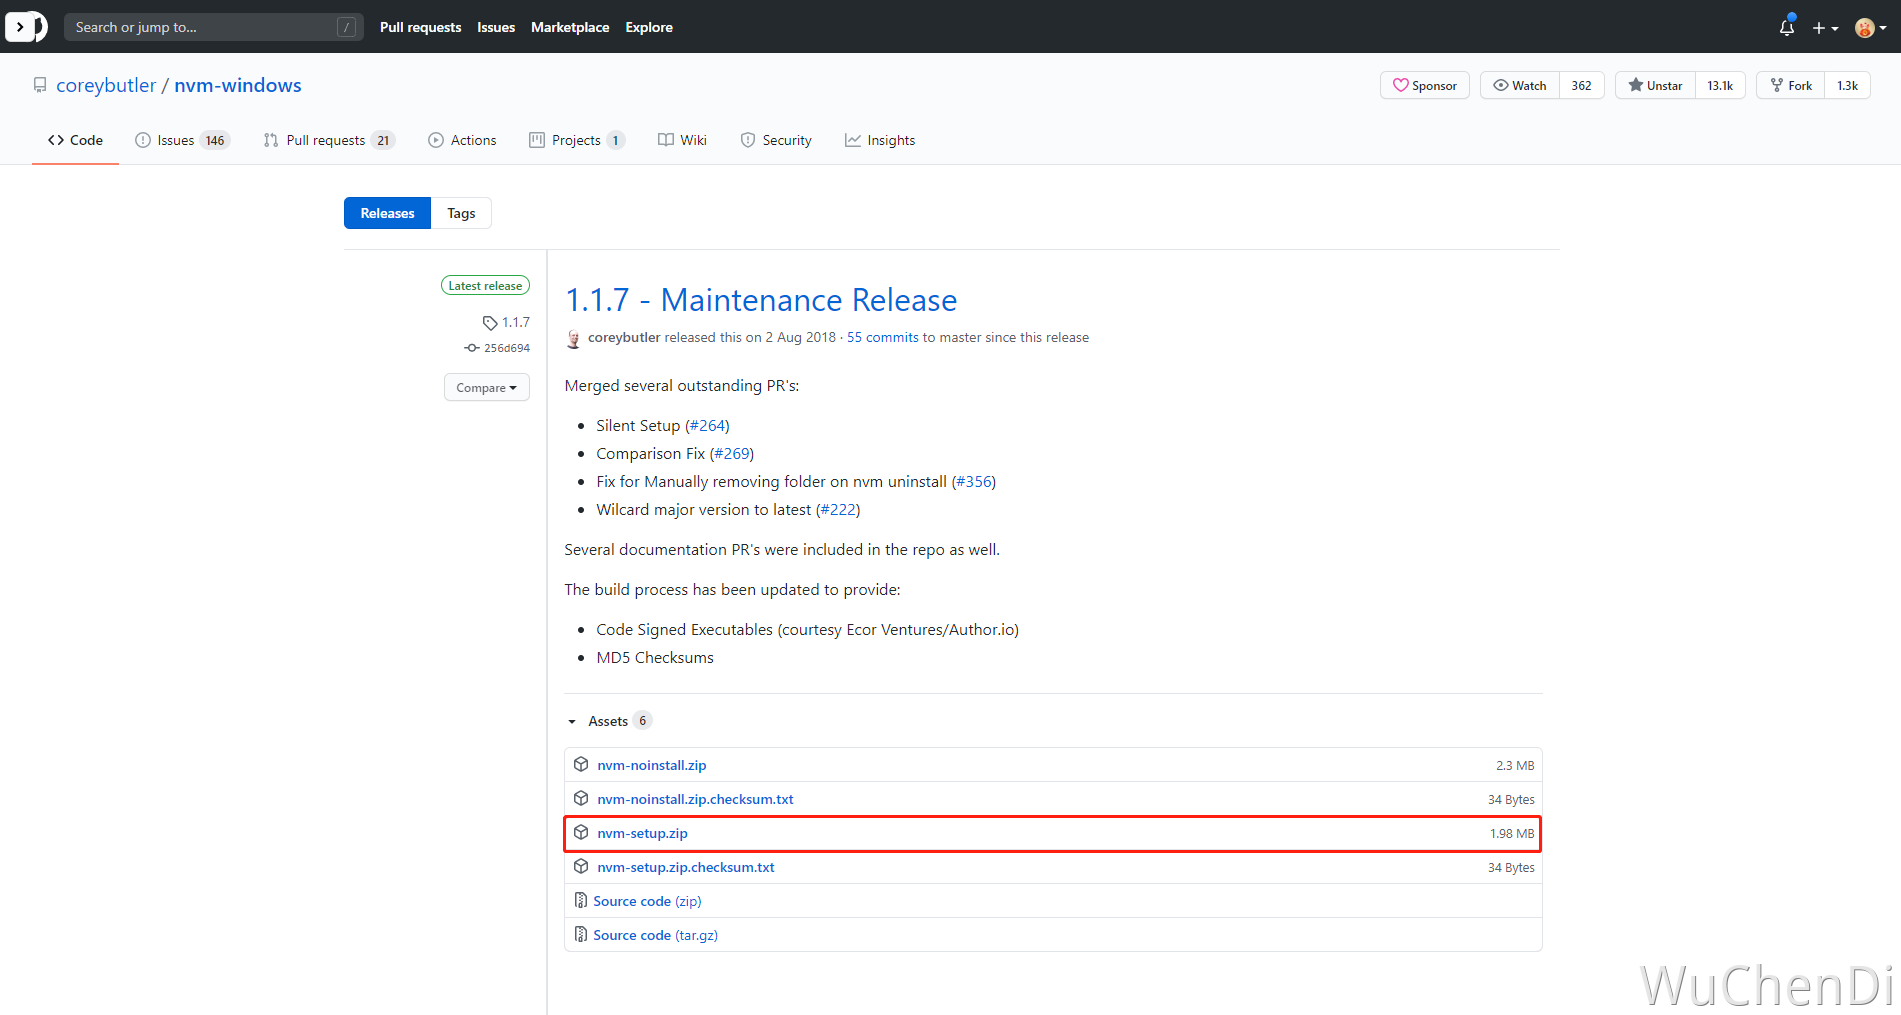 Search or jump to... /
Pull requests Issues Marketplace Explore
coreybutler / nvm-windows
Sponsor Watch 362 Unstar 13.1k Fork 1.3k
Code Issues 146 Pull requests 21 Actions Projects 1 Wiki Security Insights
Releases Tags
Latest release
1.1.7
256d694
Compare
1.1.7 - Maintenance Release
coreybutler released this on 2 Aug 2018 · 55 commits to master since this release
Merged several outstanding PR's:
• Silent Setup (#264)
• Comparison Fix (#269)
• Fix for Manually removing folder on nvm uninstall (#356)
• Wilcard major version to latest (#222)
Several documentation PR's were included in the repo as well.
The build process has been updated to provide:
• Code Signed Executables (courtesy Ecor Ventures/Author.io)
• MD5 Checksums
Assets 6
nvm-noinstall.zip 2.3 MB
nvm-noinstall.zip.checksum.txt 34 Bytes
nvm-setup.zip 1.98 MB
nvm-setup.zip.checksum.txt 34 Bytes
Source code (zip)
Source code (tar.gz)
WuChenDi